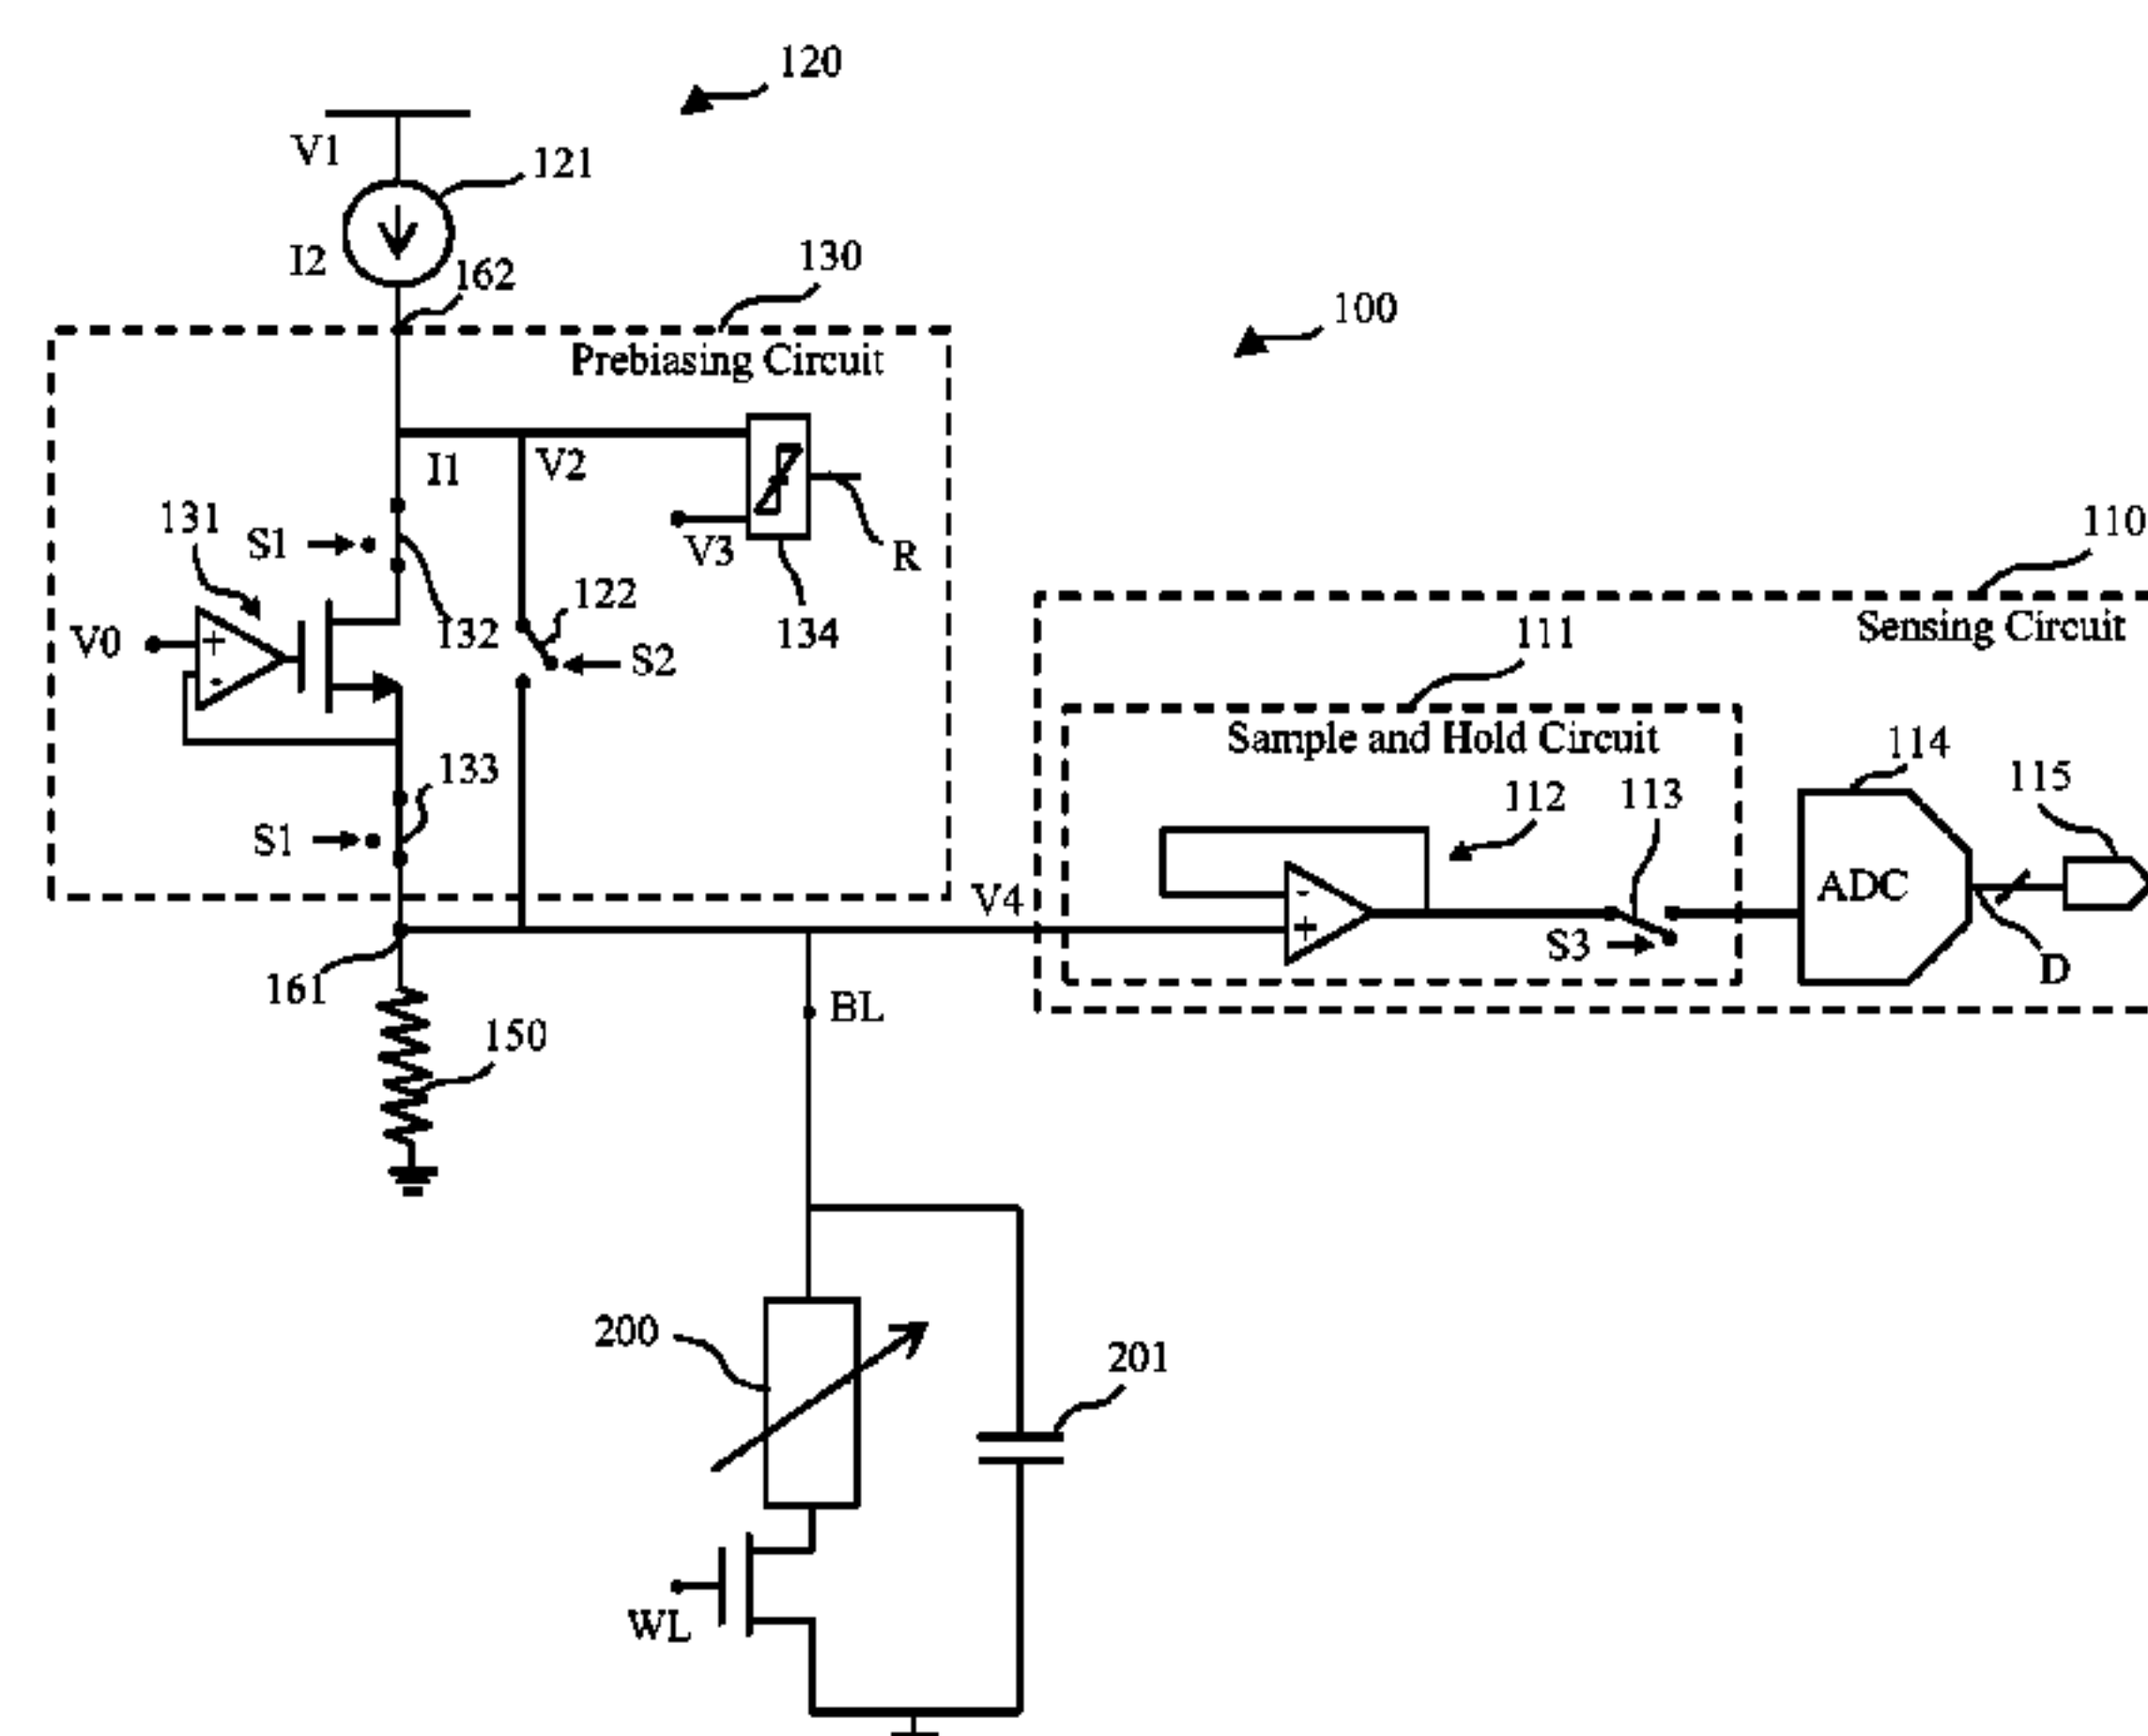 120
V1
121
I2
162
130
100
Prebiasing Circuit
I1
V2
131
S1
V3
R
110
122
132
134
111
Sensing Circuit
V0
+
-
S2
Sample and Hold Circuit
114
133
112
113
115
S1
ADC
-
V4
+
S3
D
161
BL
150
200
201
WL